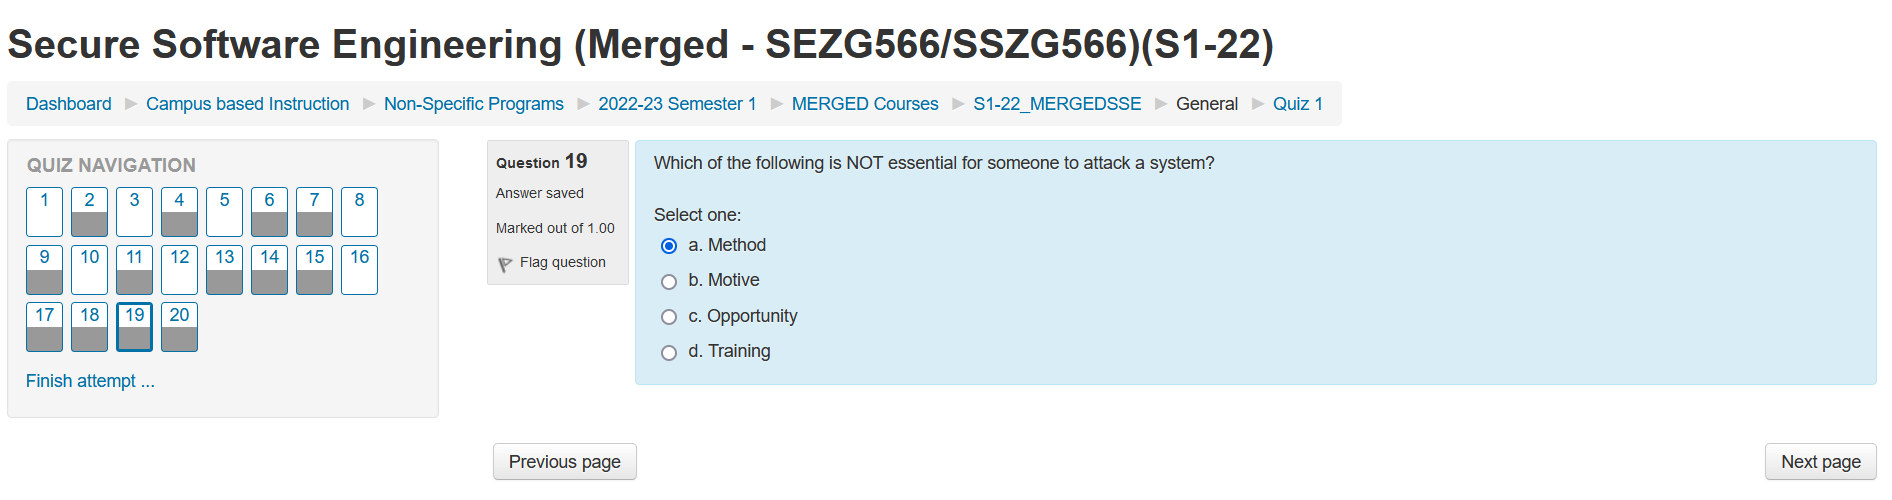 Secure Software Engineering (Merged - SEZG566/SSZG566)(S1-22)
Dashboard Campus based Instruction Non-Specific Programs 2022-23 Semester 1 MERGED Courses S1-22_MERGEDSSE General Quiz 1
QUIZ NAVIGATION
1 2 3 4 5 6 7 8
9 10 11 12 13 14 15 16
17 18 19 20
Finish attempt ...
Question 19
Answer saved
Marked out of 1.00
Flag question
Which of the following is NOT essential for someone to attack a system?
Select one:
a. Method
b. Motive
c. Opportunity
d. Training
Previous page
Next page